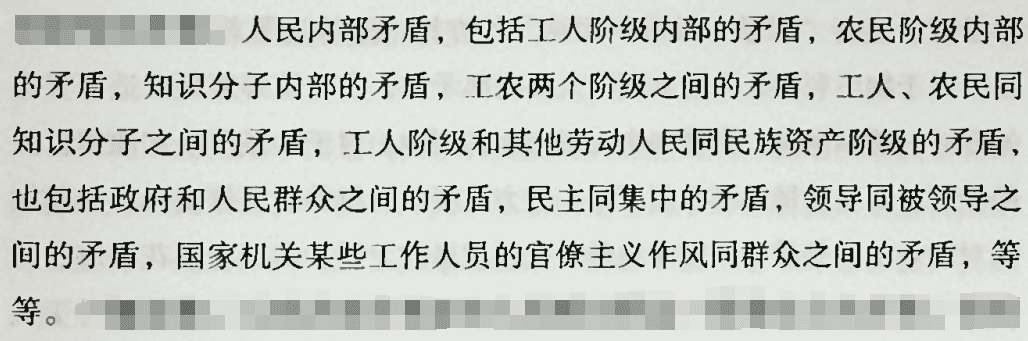 人民内部矛盾，包括工人阶级内部的矛盾，农民阶级内部
的矛盾，知识分子内部的矛盾，工农两个阶级之间的矛盾，工人、农民同
知识分子之间的矛盾，工人阶级和其他劳动人民同民族资产阶级的矛盾，
也包括政府和人民群众之间的矛盾，民主同集中的矛盾，领导同被领导之
间的矛盾，国家机关某些工作人员的官僚主义作风同群众之间的矛盾，等
等。